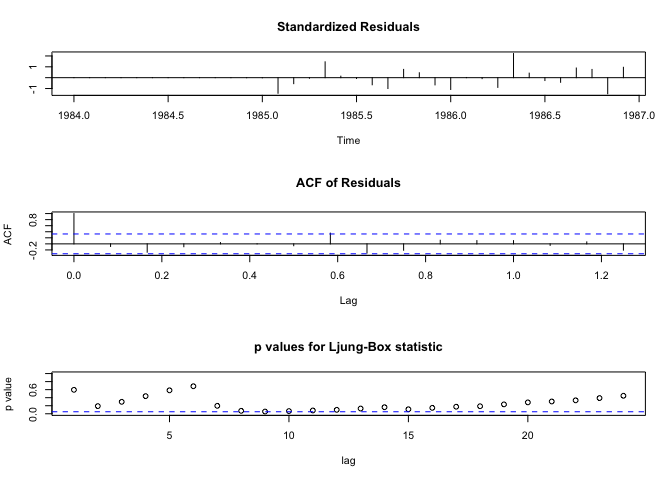 Standardized Residuals
-1 1
1984.0 1984.5 1985.0 1985.5 1986.0 1986.5 1987.0
Time
ACF of Residuals
ACF
-0.2 0.8
0.0 0.2 0.4 0.6 0.8 1.0 1.2
Lag
p values for Ljung-Box statistic
p value
0.0 0.6
5 10 15 20
lag